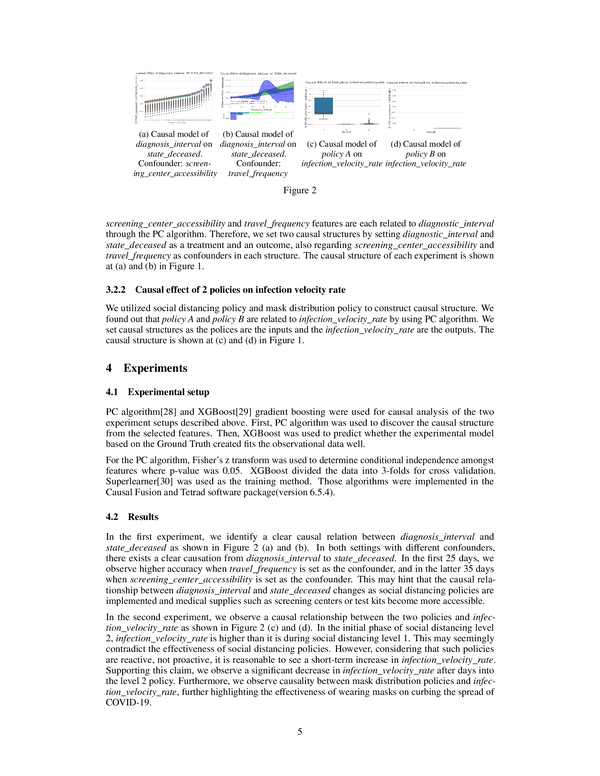 (a) Causal model of
diagnosis_interval on
state_deceased.
Confounder: screen-
ing_center_accessibility
(b) Causal model of
diagnosis_interval on
state_deceased.
Confounder:
travel_frequency
(c) Causal model of
policy A on
infection_velocity_rate
(d) Causal model of
policy B on
infection_velocity_rate
Figure 2
screening_center_accessibility and travel_frequency features are each related to diagnostic_interval
through the PC algorithm. Therefore, we set two causal structures by setting diagnostic_interval and
state_deceased as a treatment and an outcome, also regarding screening_center_accessibility and
travel_frequency as confounders in each structure. The causal structure of each experiment is shown
at (a) and (b) in Figure 1.
3.2.2 Causal effect of 2 policies on infection velocity rate
We utilized social distancing policy and mask distribution policy to construct causal structure. We
found out that policy A and policy B are related to infection_velocity_rate by using PC algorithm. We
set causal structures as the polices are the inputs and the infection_velocity_rate are the outputs. The
causal structure is shown at (c) and (d) in Figure 1.
4 Experiments
4.1 Experimental setup
PC algorithm[28] and XGBoost[29] gradient boosting were used for causal analysis of the two
experiment setups described above. First, PC algorithm was used to discover the causal structure
from the selected features. Then, XGBoost was used to predict whether the experimental model
based on the Ground Truth created fits the observational data well.
For the PC algorithm, Fisher's z transform was used to determine conditional independence amongst
features where p-value was 0.05. XGBoost divided the data into 3-folds for cross validation.
Superlearner[30] was used as the training method. Those algorithms were implemented in the
Causal Fusion and Tetrad software package(version 6.5.4).
4.2 Results
In the first experiment, we identify a clear causal relation between diagnosis_interval and
state_deceased as shown in Figure 2 (a) and (b). In both settings with different confounders,
there exists a clear causation from diagnosis_interval to state_deceased. In the first 25 days, we
observe higher accuracy when travel_frequency is set as the confounder, and in the latter 35 days
when screening_center_accessibility is set as the confounder. This may hint that the causal rela-
tionship between diagnosis_interval and state_deceased changes as social distancing policies are
implemented and medical supplies such as screening centers or test kits become more accessible.
In the second experiment, we observe a causal relationship between the two policies and infec-
tion_velocity_rate as shown in Figure 2 (c) and (d). In the initial phase of social distancing level
2, infection_velocity_rate is higher than it is during social distancing level 1. This may seemingly
contradict the effectiveness of social distancing policies. However, considering that such policies
are reactive, not proactive, it is reasonable to see a short-term increase in infection_velocity_rate.
Supporting this claim, we observe a significant decrease in infection_velocity_rate after days into
the level 2 policy. Furthermore, we observe causality between mask distribution policies and infec-
tion_velocity_rate, further highlighting the effectiveness of wearing masks on curbing the spread of
COVID-19.
5